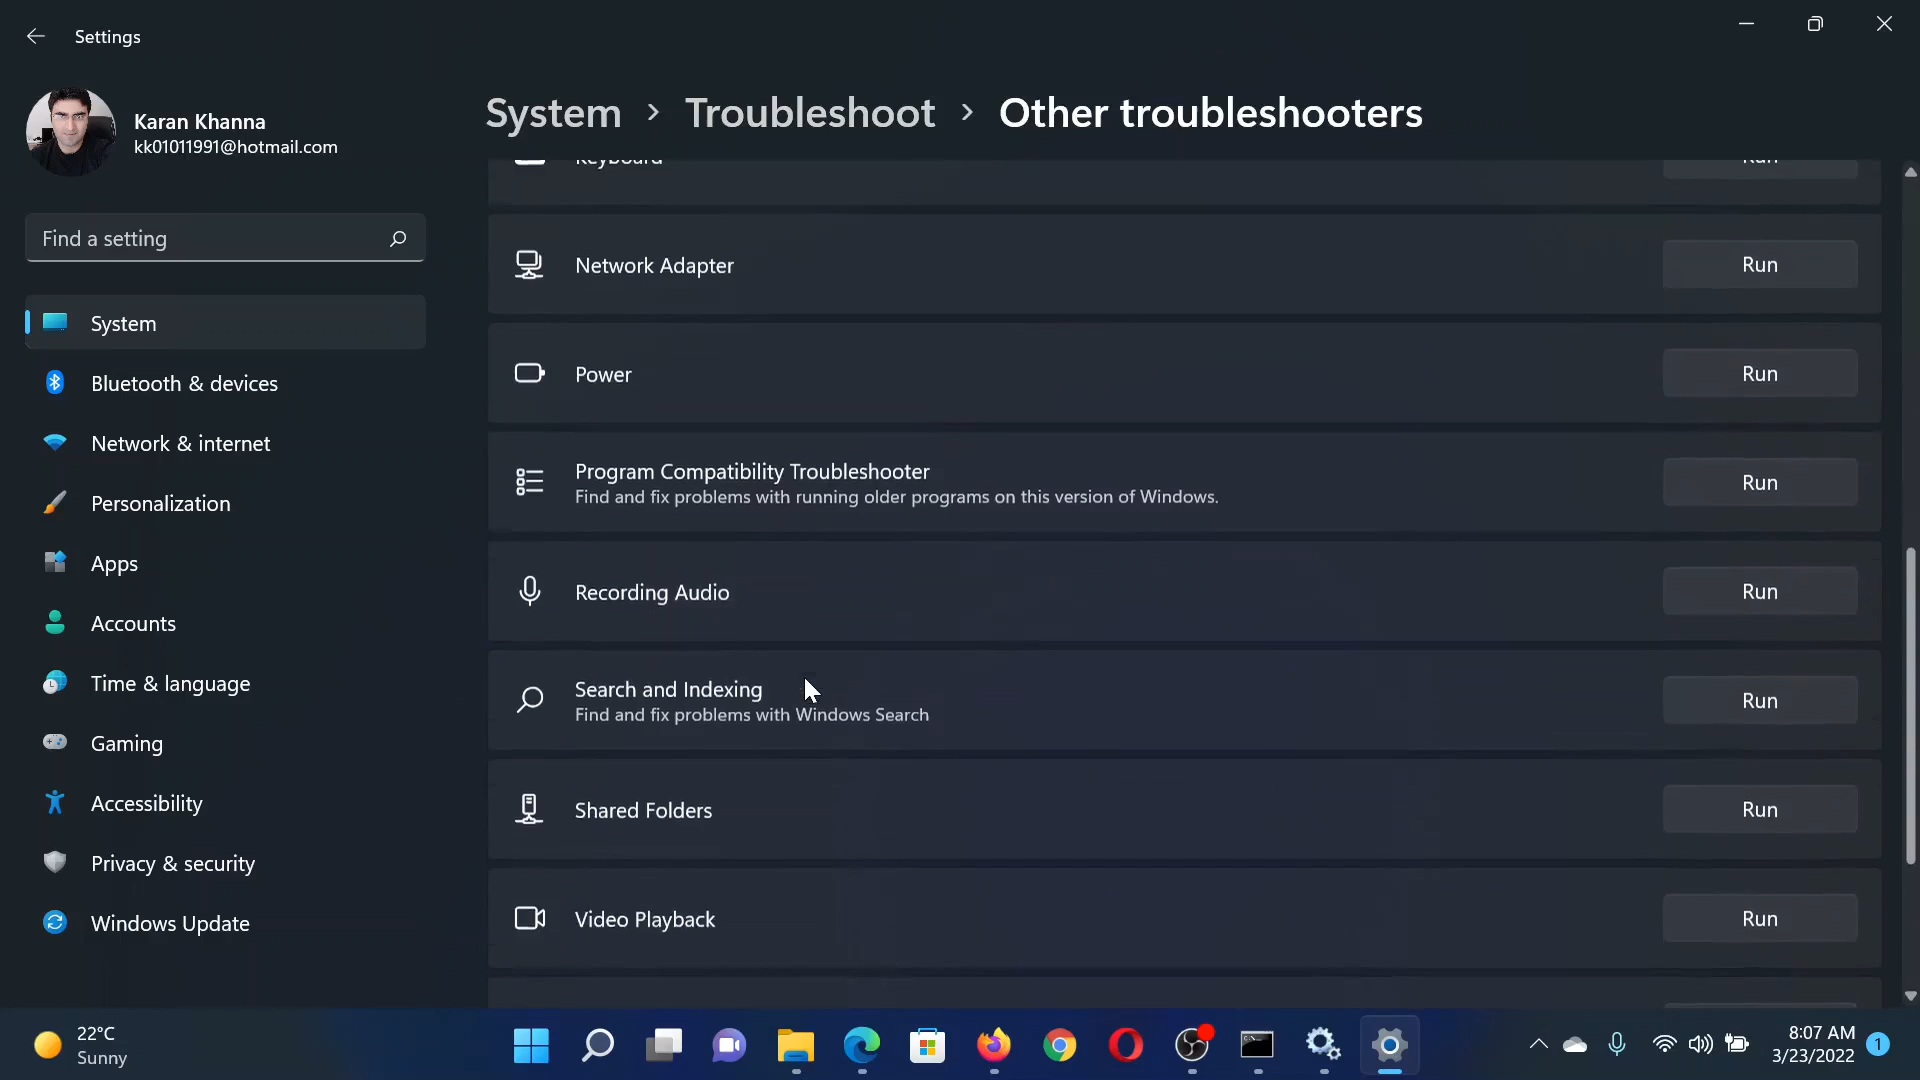 Settings
Karan Khanna
kk01011991@hotmail.com
Find a setting
System
Bluetooth & devices
Network & internet
Personalization
Apps
Accounts
Time & language
Gaming
Accessibility
Privacy & security
Windows Update
System > Troubleshoot > Other troubleshooters
Keyboard Run
Network Adapter Run
Power Run
Program Compatibility Troubleshooter
Find and fix problems with running older programs on this version of Windows.
Run
Recording Audio Run
Search and Indexing
Find and fix problems with Windows Search
Run
Shared Folders Run
Video Playback Run
22°C
Sunny
8:07 AM
3/23/2022
1